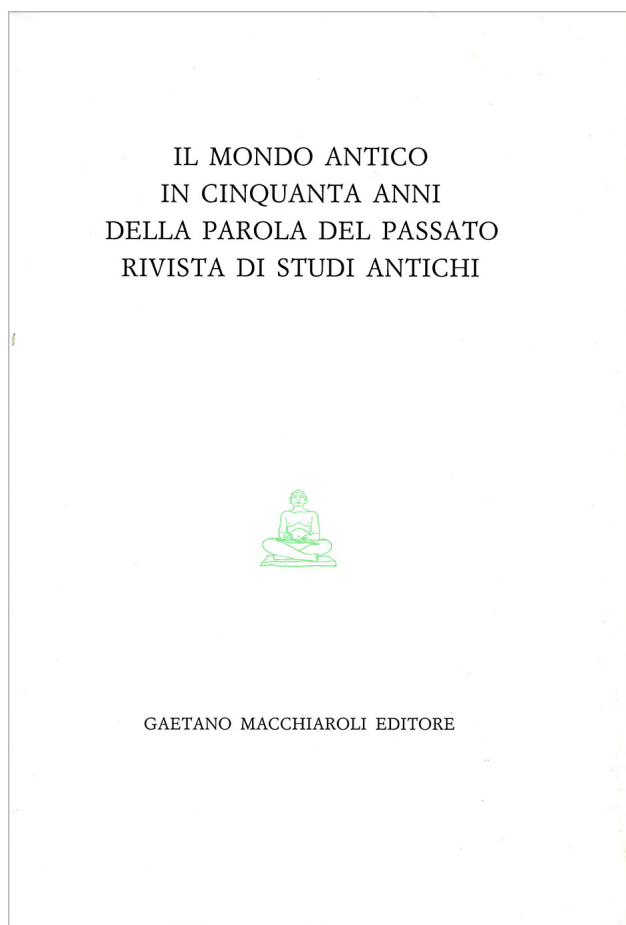 IL MONDO ANTICO
IN CINQUANTA ANNI
DELLA PAROLA DEL PASSATO
RIVISTA DI STUDI ANTICHI
GAETANO MACCHIAROLI EDITORE